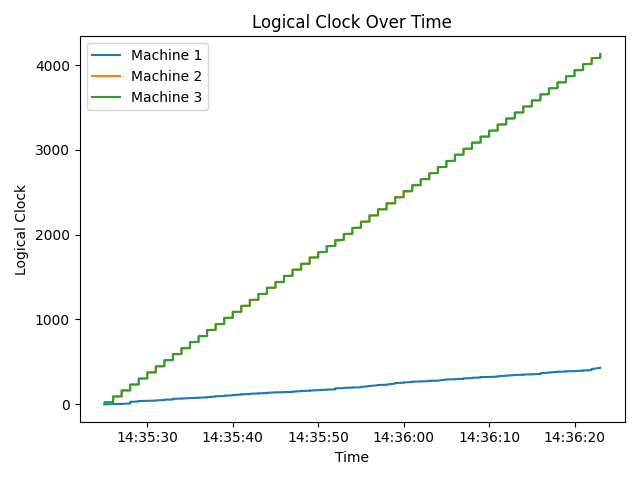 Logical Clock Over Time
Machine 1
Machine 2
Machine 3
Logical Clock
4000
3000
2000
1000
0
14:35:30
14:35:40
14:35:50
14:36:00
14:36:10
14:36:20
Time